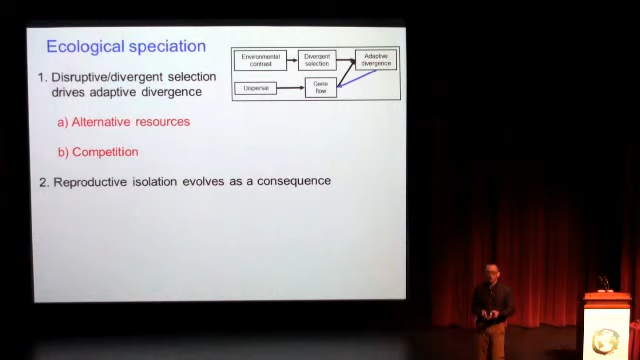 Ecological speciation
Environmental
contrast
Divergent
selection
Adaptive
divergence
Dispersal
Gene
flow
1. Disruptive/divergent selection
drives adaptive divergence
a) Alternative resources
b) Competition
2. Reproductive isolation evolves as a consequence